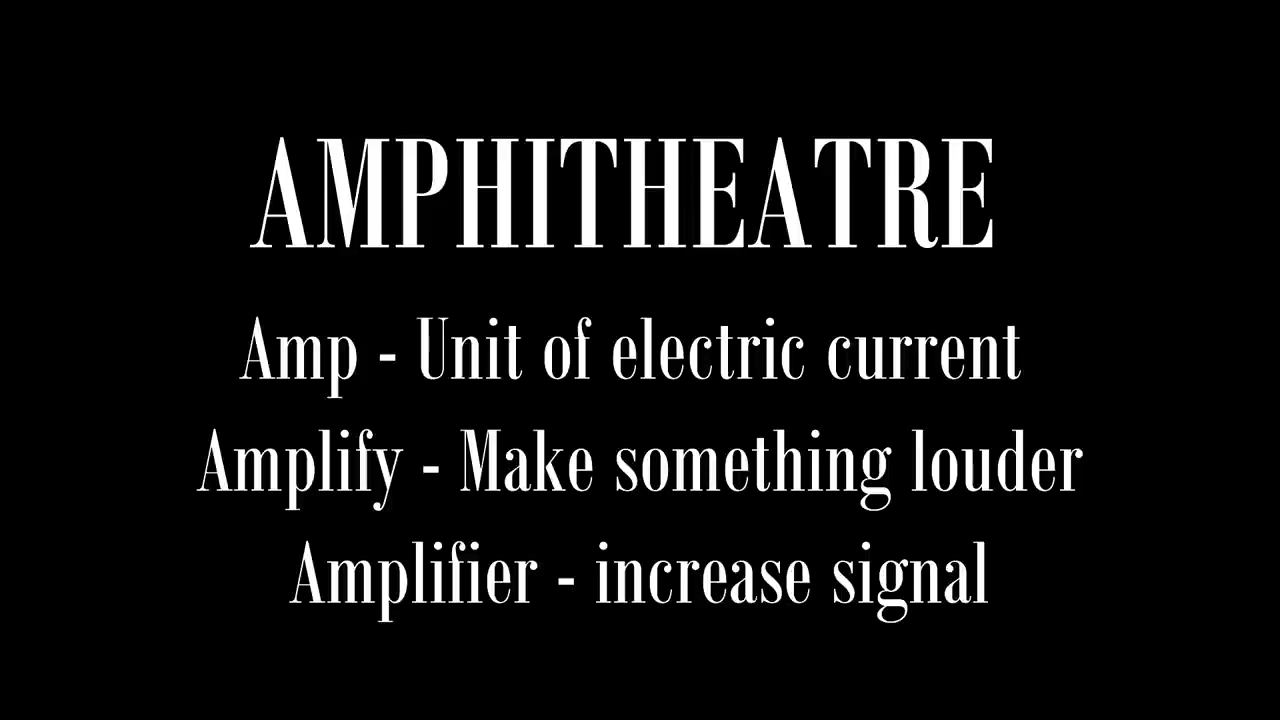 AMPHITHEATRE
Amp - Unit of electric current
Amplify - Make something louder
Amplifier - increase signal